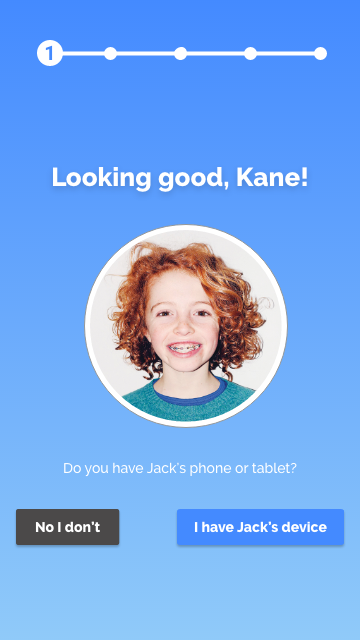 1
Looking good, Kane!
Do you have Jack's phone or tablet?
No I don't
I have Jack's device